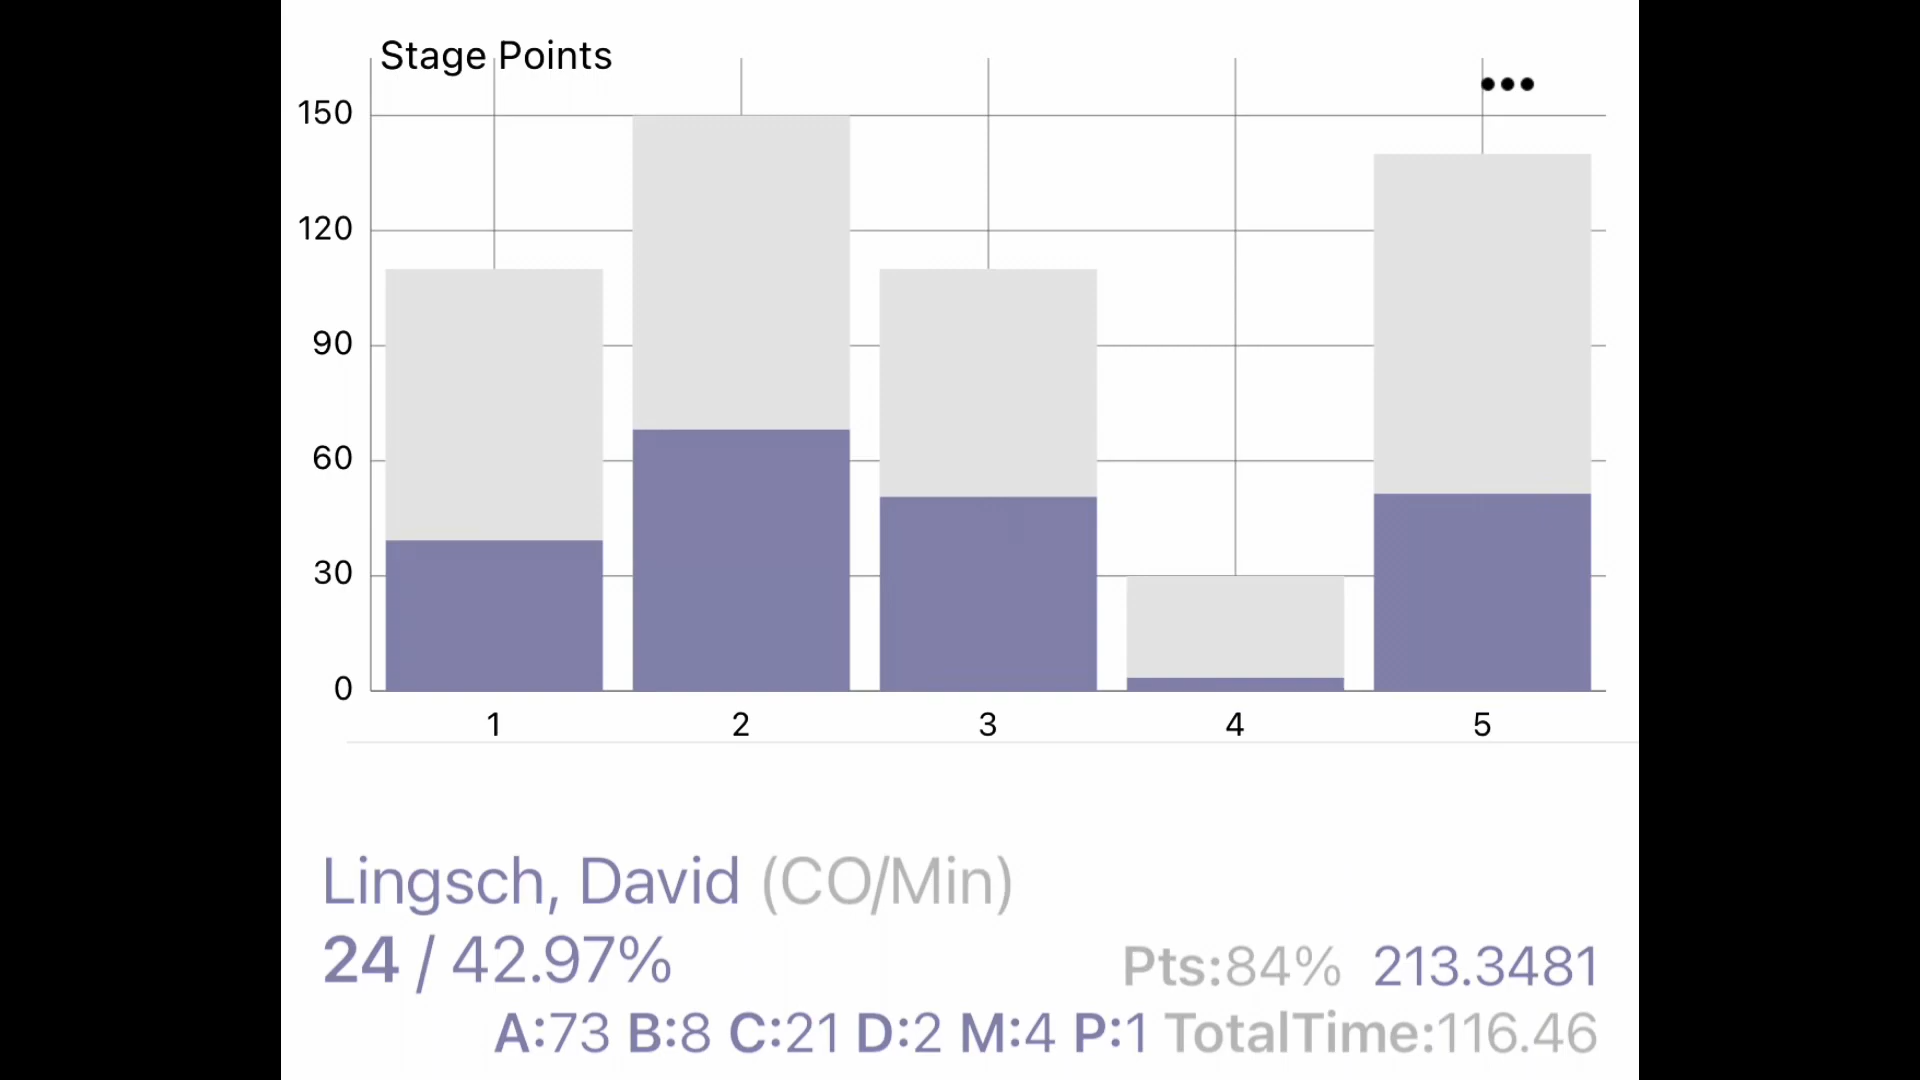 Stage Points
150
120
90
60
30
0
1 2 3 4 5
Lingsch, David (CO/Min)
24 / 42.97% Pts:84% 213.3481
A:73 B:8 C:21 D:2 M:4 P:1 TotalTime:116.46